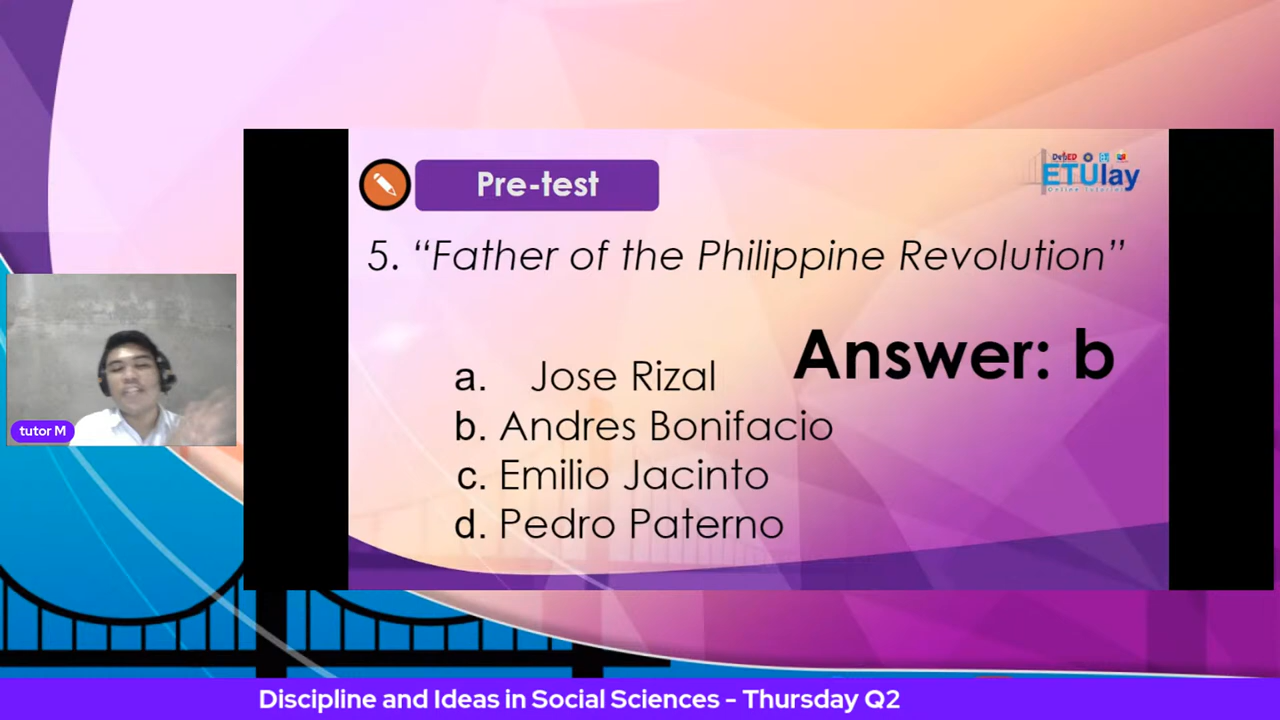 Pre-test
DepED
ETUlay
5. “Father of the Philippine Revolution”
Answer: b
a. Jose Rizal
b. Andres Bonifacio
c. Emilio Jacinto
d. Pedro Paterno
tutor M
Discipline and Ideas in Social Sciences - Thursday Q2